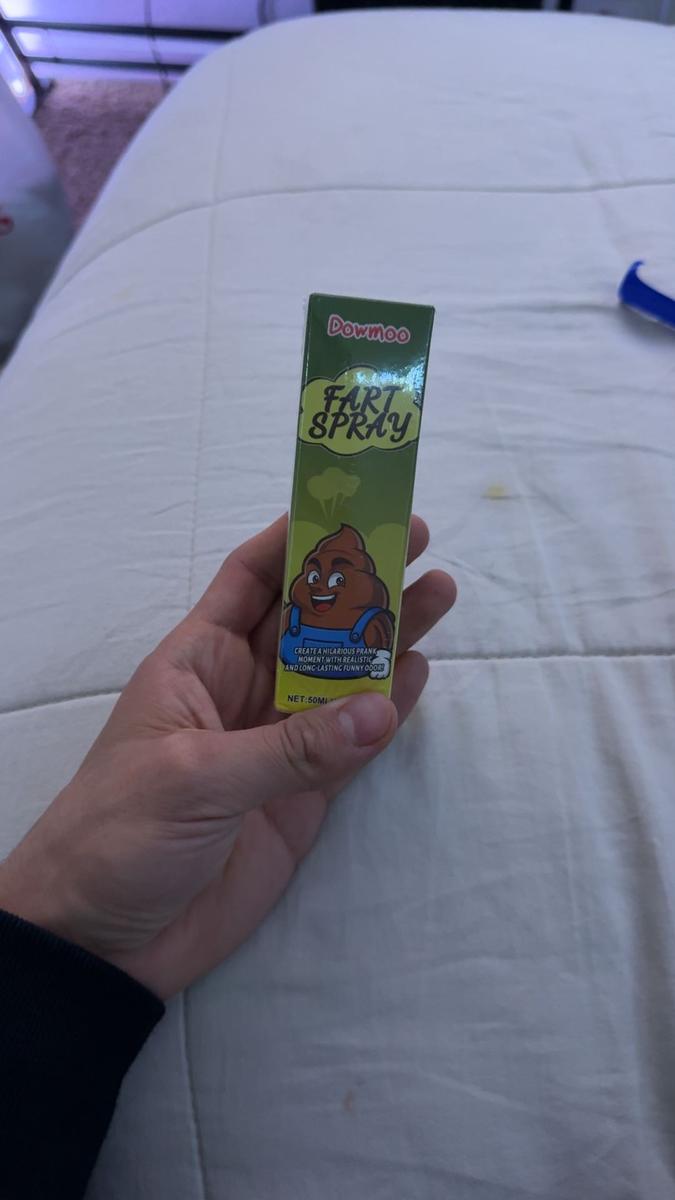 Dowmoo
FART
SPRAY
CREATE A HILARIOUS PRANK
MOMENT WITH REALISTIC
AND LONG-LASTING FUNNY ODOR!
NET:50ML